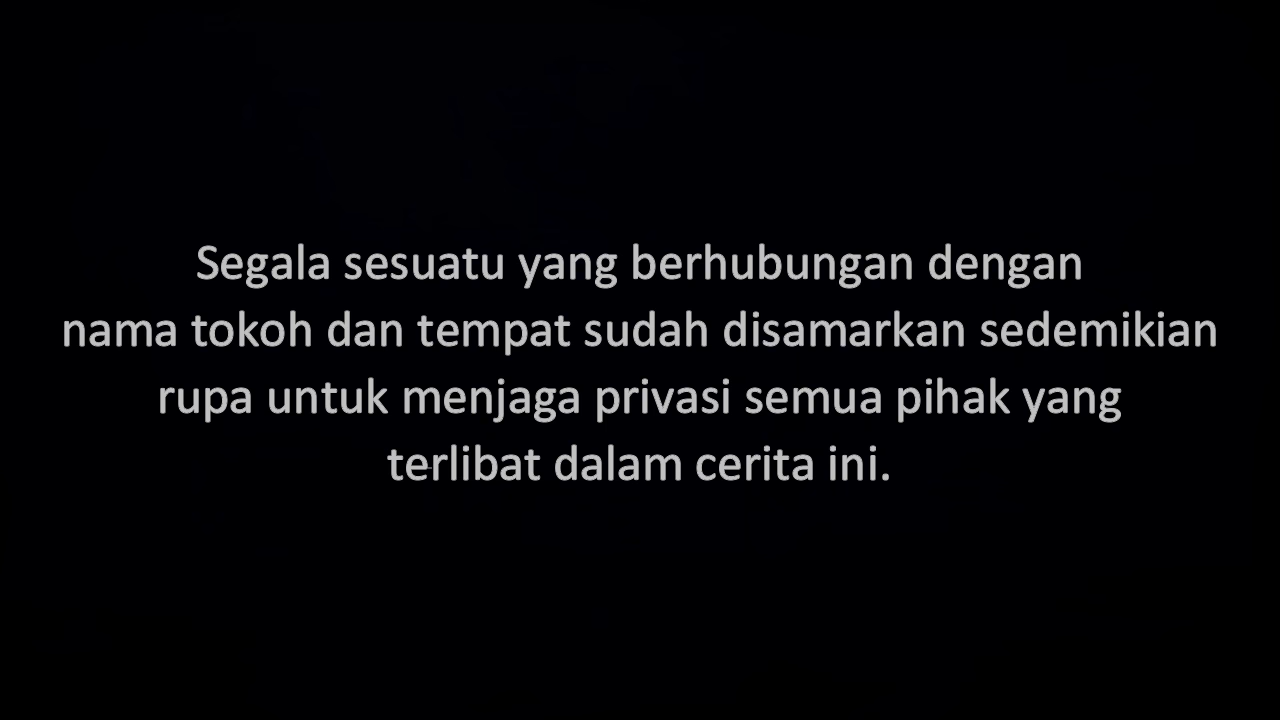 Segala sesuatu yang berhubungan dengan
nama tokoh dan tempat sudah disamarkan sedemikian
rupa untuk menjaga privasi semua pihak yang
terlibat dalam cerita ini.